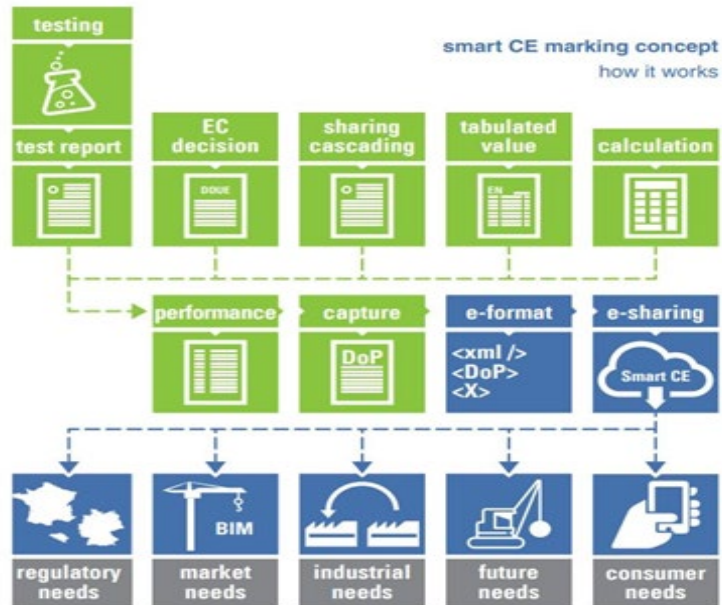 testing
smart CE marking concept
how it works
test report
EC
decision
sharing
cascading
tabulated
value
calculation
DOUE
EN
performance
capture
e-format
e-sharing
DoP
<xml />
<DoP>
<X>
Smart CE
BIM
regulatory
needs
market
needs
industrial
needs
future
needs
consumer
needs